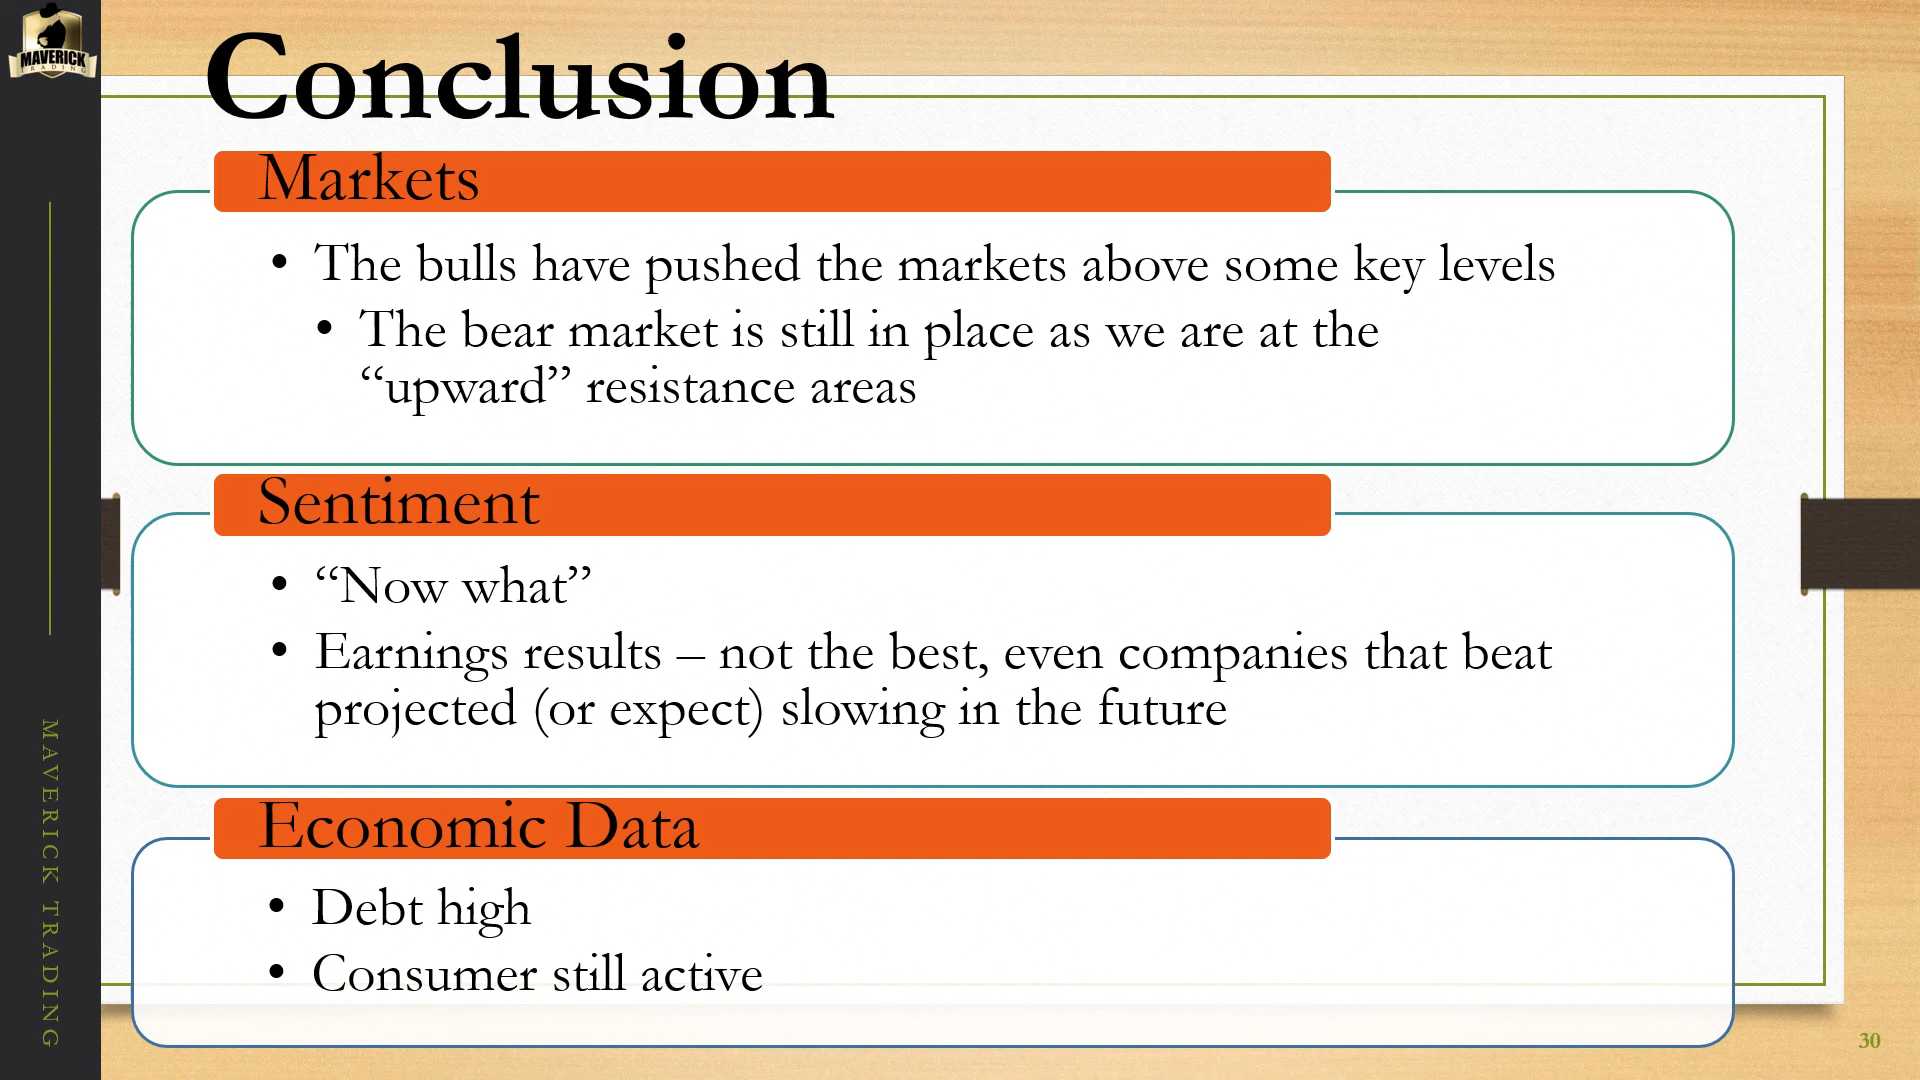 MAVERICK
TRADING
Conclusion
Markets
• The bulls have pushed the markets above some key levels
• The bear market is still in place as we are at the
“upward” resistance areas
Sentiment
• “Now what”
• Earnings results – not the best, even companies that beat
projected (or expect) slowing in the future
Economic Data
• Debt high
• Consumer still active
MAVERICK TRADING
30